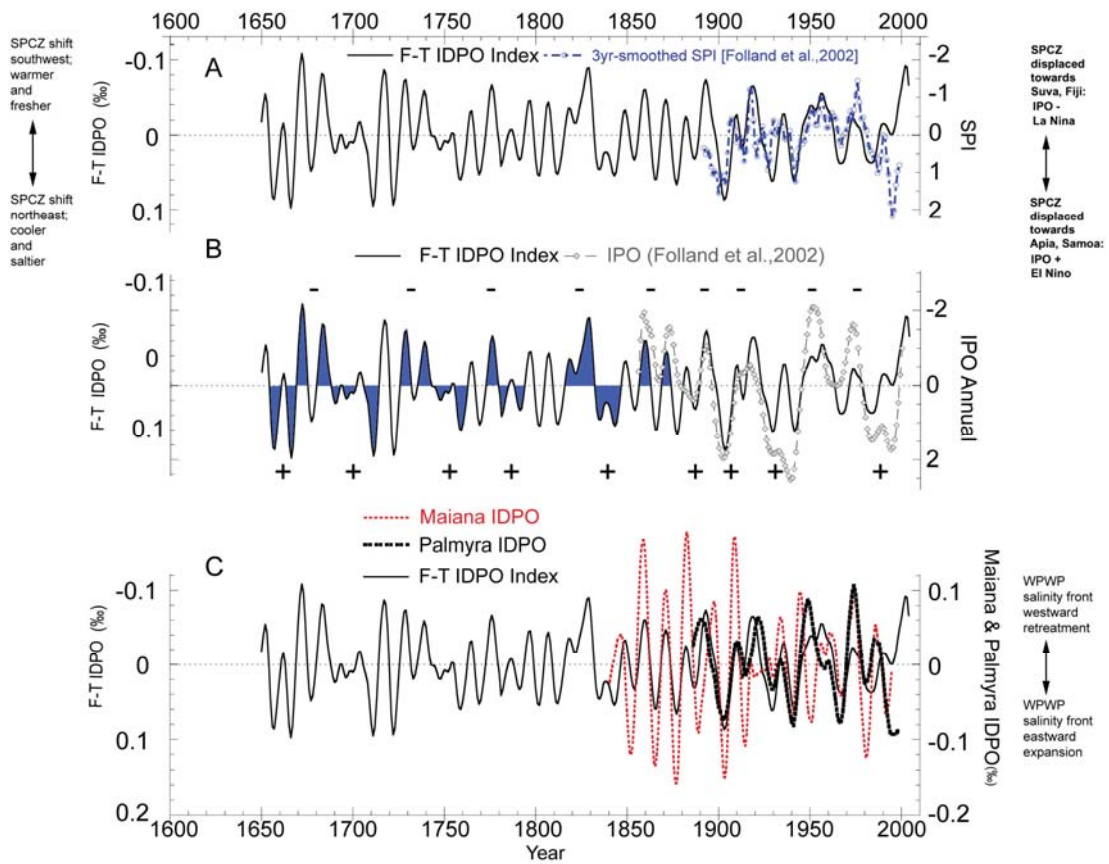 1600 1650 1700 1750 1800 1850 1900 1950 2000
SPCZ shift
southwest;
warmer
and
fresher
SPCZ shift
northeast;
cooler
and
saltier
A
F-T IDPO Index 3yr-smoothed SPI [Folland et al.,2002]
F-T IDPO (‰)
-0.1
0
0.1
-2
-1
0
1
2
SPI
SPCZ
displaced
towards
Suva, Fiji:
IPO -
La Nina
SPCZ
displaced
towards
Apia, Samoa:
IPO +
El Nino
B
F-T IDPO Index IPO (Folland et al.,2002)
F-T IDPO (‰)
-0.1
0
0.1
- - - - - - - - -
+ + + + + + + + +
-2
-1
0
1
2
IPO Annual
Maiana IDPO
Palmyra IDPO
F-T IDPO Index
C
F-T IDPO (‰)
-0.1
0
0.1
0.2
0.1
0
-0.1
-0.2
Maiana & Palmyra IDPO(‰)
WPWP
salinity front
westward
retreatment
WPWP
salinity front
eastward
expansion
1600 1650 1700 1750 1800 1850 1900 1950 2000
Year